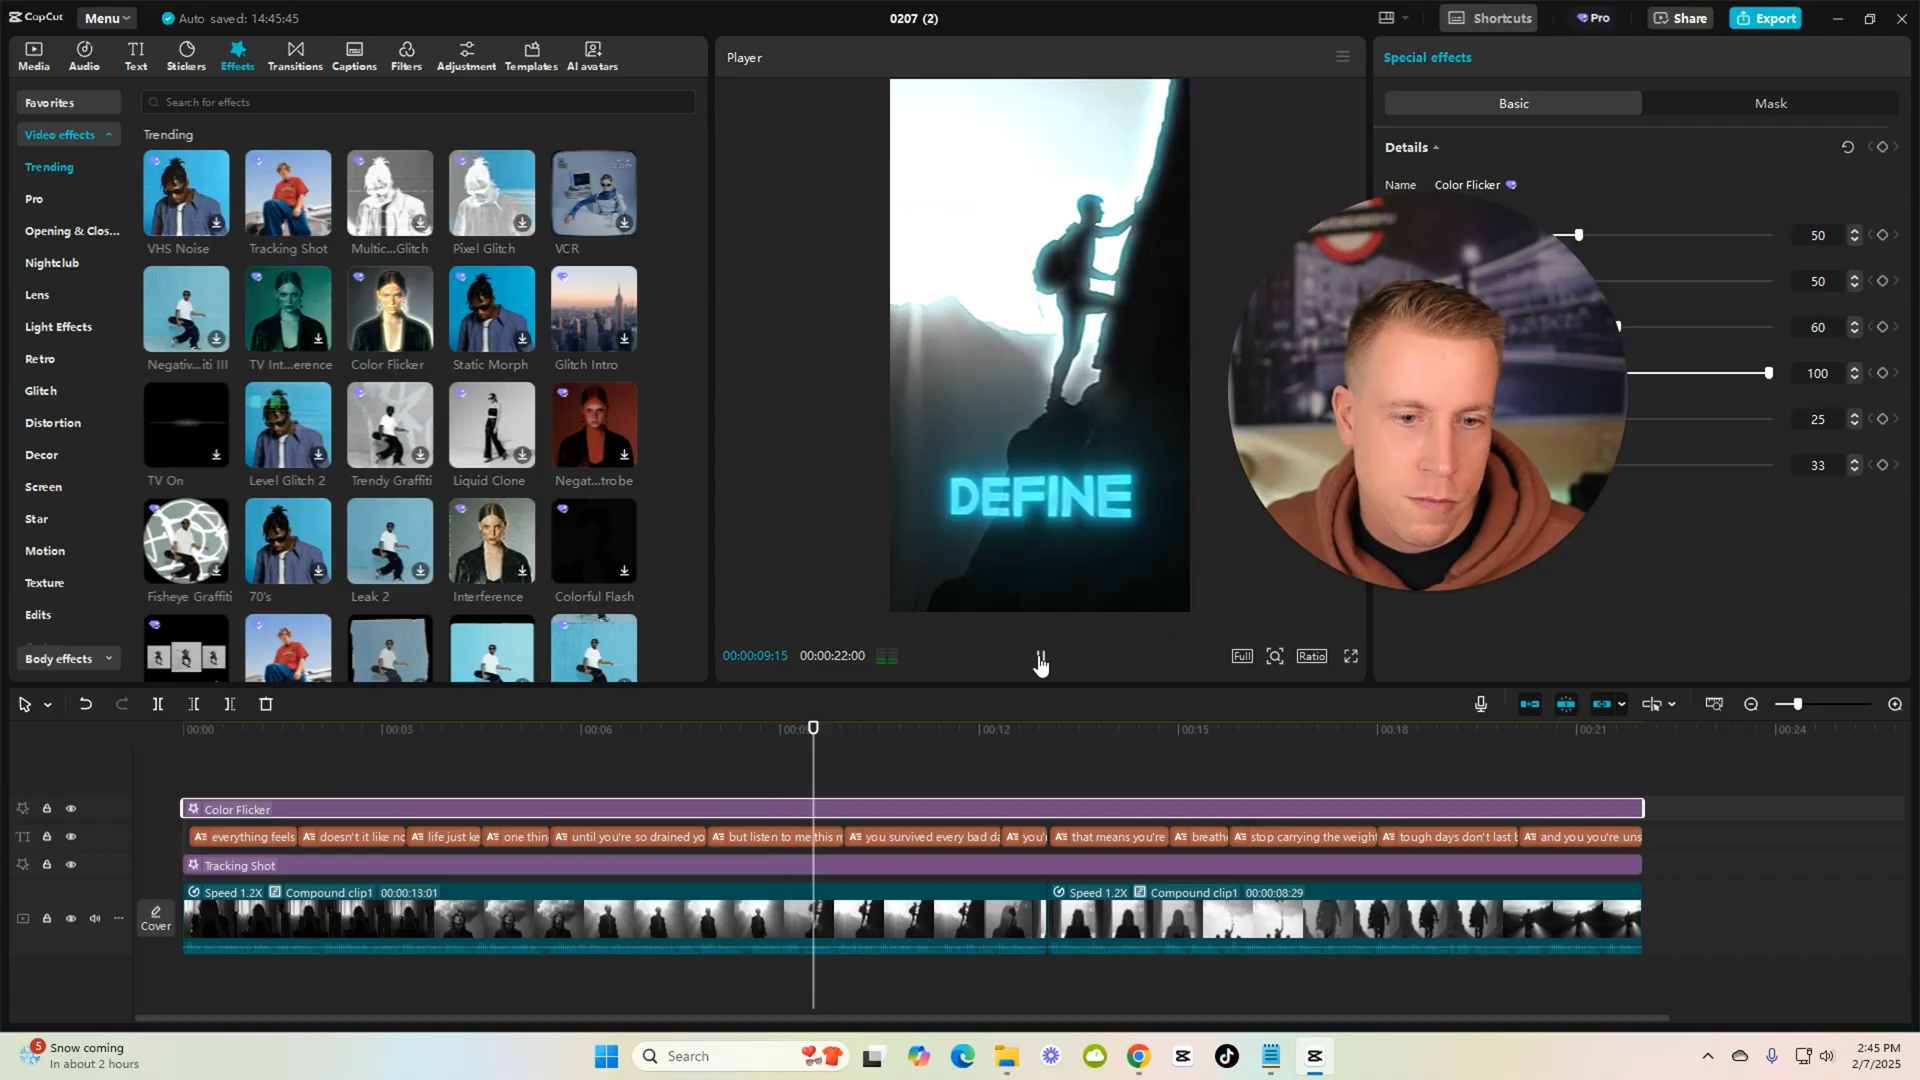 CapCut
Menu
Auto saved: 14:45:45
0207 (2)
Shortcuts
Pro
Share
Export
Media
Audio
Text
Stickers
Effects
Transitions
Captions
Filters
Adjustment
Templates
AI avatars
Player
Special effects
Favorites
Search for effects
Basic
Mask
Video effects
Trending
Details
Trending
Name
Color Flicker
Pro
Opening & Clos...
Nightclub
Lens
Light Effects
Retro
Glitch
Distortion
Decor
Screen
Star
Motion
Texture
Edits
Body effects
VHS Noise
Tracking Shot
Multic...Glitch
Pixel Glitch
VCR
Negativ...iti III
TV Int...erence
Color Flicker
Static Morph
Glitch Intro
TV On
Level Glitch 2
Trendy Graffiti
Liquid Clone
Negat...trobe
Fisheye Graffiti
70's
Leak 2
Interference
Colorful Flash
DEFINE
50
50
60
100
25
33
00:00:09:15
00:00:22:00
Full
Ratio
00:00
00:03
00:06
00:12
00:15
00:18
00:21
00:24
Color Flicker
everything feels
doesn't it like no
life just ke
one thin
until you're so drained yo
but listen to me this n
you survived every bad da
you'r
that means you're
breath
stop carrying the weight
tough days don't last b
and you you're uns
Tracking Shot
Speed 1.2X
Compound clip1
00:00:13:01
Speed 1.2X
Compound clip1
00:00:08:29
Cover
5
Snow coming
In about 2 hours
Search
2:45 PM
2/7/2025